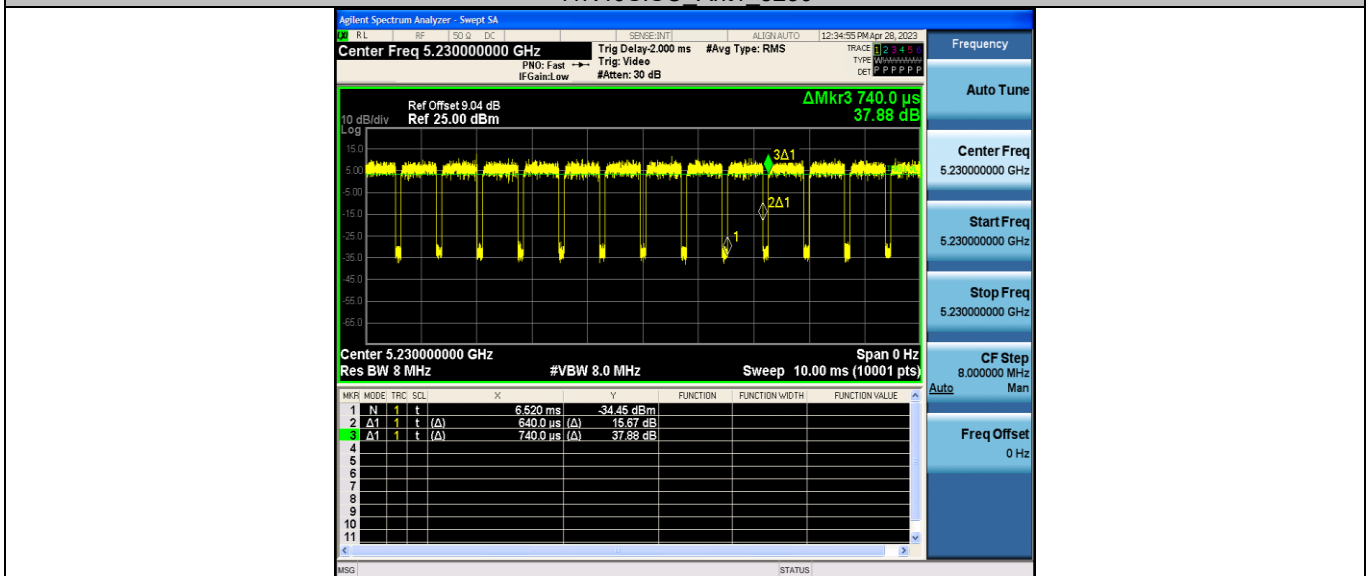 Agilent Spectrum Analyzer - Swept SA
RL RF 50 Ω DC SENSE:INT ALIGN AUTO 12:34:55 PM Apr 28, 2023
Center Freq 5.230000000 GHz
PNO: Fast
IFGain:Low
Trig Delay-2.000 ms
Trig: Video
#Atten: 30 dB
#Avg Type: RMS
TRACE 1 2 3 4 5 6
TYPE
DET P P P P P P
ΔMkr3 740.0 µs
37.88 dB
Ref Offset 9.04 dB
10 dB/div Ref 25.00 dBm
Log
15.0
5.00
-5.00
-15.0
-25.0
-35.0
-45.0
-55.0
-65.0
3Δ1
2Δ1
1
Center 5.230000000 GHz Span 0 Hz
Res BW 8 MHz #VBW 8.0 MHz Sweep 10.00 ms (10001 pts)
MKR MODE TRC SCL X Y FUNCTION FUNCTION WIDTH FUNCTION VALUE
1 N 1 t 6.520 ms -34.45 dBm
2 Δ1 1 t (Δ) 640.0 µs (Δ) 15.67 dB
3 Δ1 1 t (Δ) 740.0 µs (Δ) 37.88 dB
4
5
6
7
8
9
10
11
MSG STATUS
Frequency
Auto Tune
Center Freq
5.230000000 GHz
Start Freq
5.230000000 GHz
Stop Freq
5.230000000 GHz
CF Step
8.000000 MHz
Auto Man
Freq Offset
0 Hz